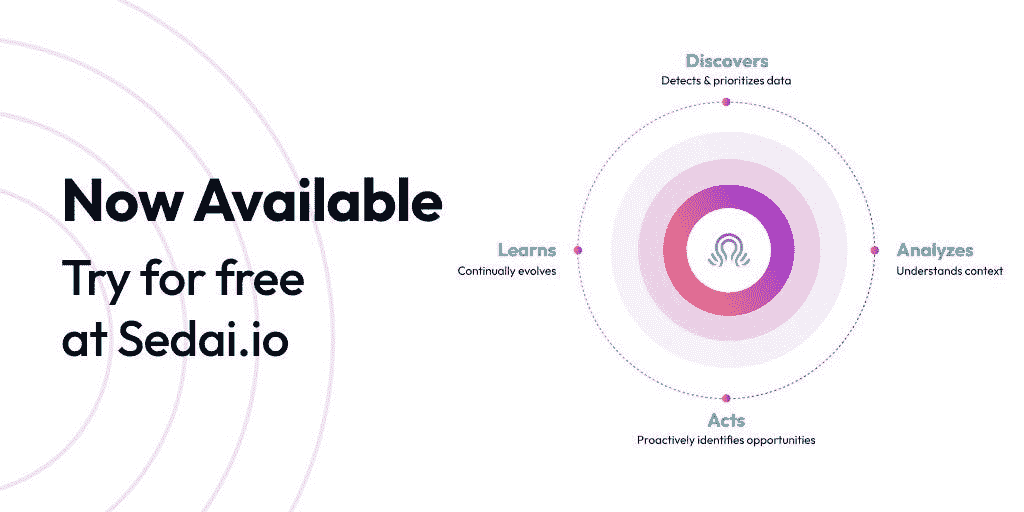 Now Available
Try for free
at Sedai.io
Discovers
Detects & prioritizes data
Learns
Continually evolves
Analyzes
Understands context
Acts
Proactively identifies opportunities